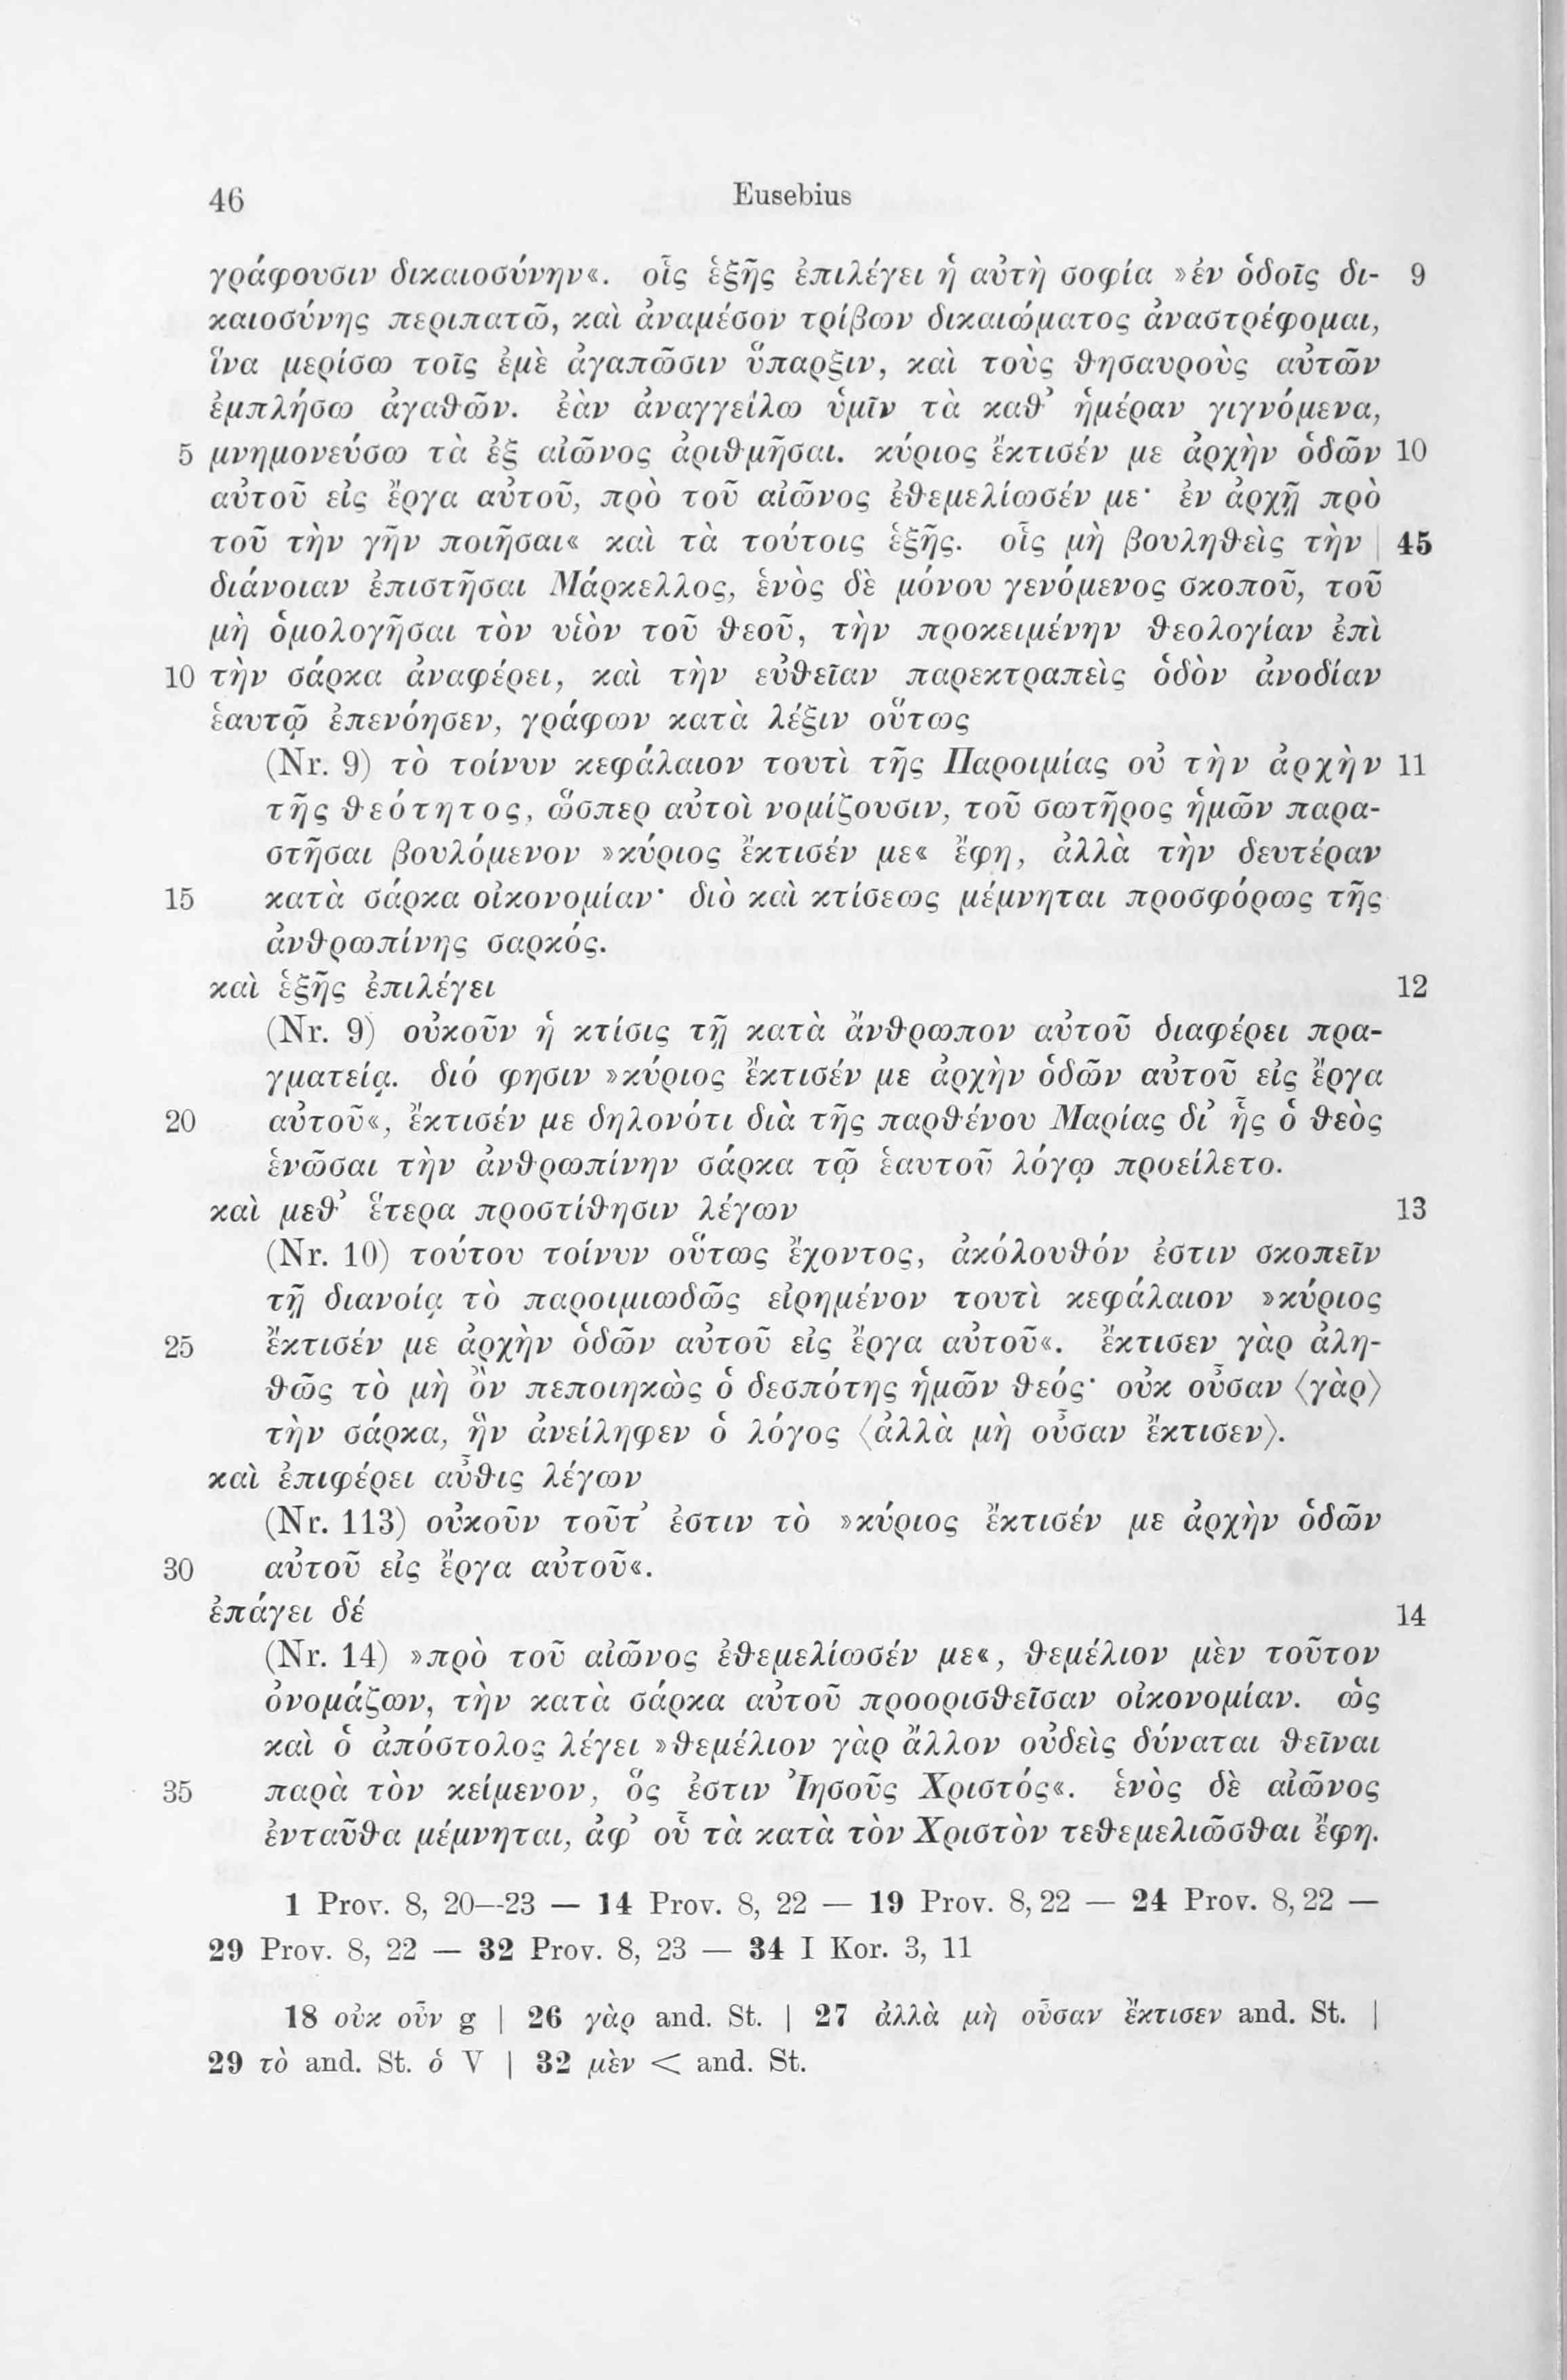 46 Eusebius
γράφουσιν δικαιοσύνην«. οἷς ἑξῆς ἐπιλέγει ἡ αὐτὴ σοφία »ἐν ὁδοῖς δι- 9
καιοσύνης περιπατῶ, καὶ ἀναμέσον τρίβων δικαιώματος ἀναστρέφομαι,
ἵνα μερίσω τοῖς ἐμὲ ἀγαπῶσιν ὕπαρξιν, καὶ τοὺς θησαυροὺς αὐτῶν
ἐμπλήσω ἀγαθῶν. ἐὰν ἀναγγείλω ὑμῖν τὰ καθ’ ἡμέραν γιγνόμενα,
5 μνημονεύσω τὰ ἐξ αἰῶνος ἀριθμῆσαι. κύριος ἔκτισέν με ἀρχὴν ὁδῶν 10
αὐτοῦ εἰς ἔργα αὐτοῦ, πρὸ τοῦ αἰῶνος ἐθεμελίωσέν με· ἐν ἀρχῇ πρὸ
τοῦ τὴν γῆν ποιῆσαι« καὶ τὰ τούτοις ἑξῆς. οἷς μὴ βουληθεὶς τὴν | 45
διάνοιαν ἐπιστῆσαι Μάρκελλος, ἑνὸς δὲ μόνου γενόμενος σκοποῦ, τοῦ
μὴ ὁμολογῆσαι τὸν υἱὸν τοῦ θεοῦ, τὴν προκειμένην θεολογίαν ἐπὶ
10 τὴν σάρκα ἀναφέρει, καὶ τὴν εὐθεῖαν παρεκτραπεὶς ὁδὸν ἀνοδίαν
ἑαυτῷ ἐπενόησεν, γράφων κατὰ λέξιν οὕτως
(Nr. 9) τὸ τοίνυν κεφάλαιον τουτὶ τῆς Παροιμίας οὐ τὴν ἀρχὴν 11
τῆς θεότητος, ὥσπερ αὐτοὶ νομίζουσιν, τοῦ σωτῆρος ἡμῶν παρα-
στῆσαι βουλόμενον »κύριος ἔκτισέν με« ἔφη, ἀλλὰ τὴν δευτέραν
15 κατὰ σάρκα οἰκονομίαν· διὸ καὶ κτίσεως μέμνηται προσφόρως τῆς
ἀνθρωπίνης σαρκός.
καὶ ἑξῆς ἐπιλέγει 12
(Nr. 9) οὐκοῦν ἡ κτίσις τῇ κατὰ ἄνθρωπον αὐτοῦ διαφέρει πρα-
γματείᾳ. διό φησιν »κύριος ἔκτισέν με ἀρχὴν ὁδῶν αὐτοῦ εἰς ἔργα
20 αὐτοῦ«, ἔκτισέν με δηλονότι διὰ τῆς παρθένου Μαρίας δι’ ἧς ὁ θεὸς
ἑνῶσαι τὴν ἀνθρωπίνην σάρκα τῷ ἑαυτοῦ λόγῳ προείλετο.
καὶ μεθ’ ἕτερα προστίθησιν λέγων 13
(Nr. 10) τούτου τοίνυν οὕτως ἔχοντος, ἀκόλουθόν ἐστιν σκοπεῖν
τῇ διανοίᾳ τὸ παροιμιωδῶς εἰρημένον τουτὶ κεφάλαιον »κύριος
25 ἔκτισέν με ἀρχὴν ὁδῶν αὐτοῦ εἰς ἔργα αὐτοῦ«. ἔκτισεν γὰρ ἀλη-
θῶς τὸ μὴ ὂν πεποιηκὼς ὁ δεσπότης ἡμῶν θεός· οὐκ οὖσαν ⟨γὰρ⟩
τὴν σάρκα, ἣν ἀνείληφεν ὁ λόγος ⟨ἀλλὰ μὴ οὖσαν ἔκτισεν⟩.
καὶ ἐπιφέρει αὖθις λέγων
(Nr. 113) οὐκοῦν τοῦτ’ ἐστιν τὸ »κύριος ἔκτισέν με ἀρχὴν ὁδῶν
30 αὐτοῦ εἰς ἔργα αὐτοῦ«.
ἐπάγει δέ 14
(Nr. 14) »πρὸ τοῦ αἰῶνος ἐθεμελίωσέν με«, θεμέλιον μὲν τοῦτον
ὀνομάζων, τὴν κατὰ σάρκα αὐτοῦ προορισθεῖσαν οἰκονομίαν. ὡς
καὶ ὁ ἀπόστολος λέγει »θεμέλιον γὰρ ἄλλον οὐδεὶς δύναται θεῖναι
35 παρὰ τὸν κείμενον, ὅς ἐστιν Ἰησοῦς Χριστός«. ἑνὸς δὲ αἰῶνος
ἐνταῦθα μέμνηται, ἀφ’ οὗ τὰ κατὰ τὸν Χριστὸν τεθεμελιῶσθαι ἔφη.
1 Prov. 8, 20—23 — 14 Prov. 8, 22 — 19 Prov. 8, 22 — 24 Prov. 8, 22 —
29 Prov. 8, 22 — 32 Prov. 8, 23 — 34 I Kor. 3, 11
18 οὐκ οὖν g | 26 γὰρ and. St. | 27 ἀλλὰ μὴ οὖσαν ἔκτισεν and. St. |
29 τὸ and. St. ὁ V | 32 μὲν < and. St.